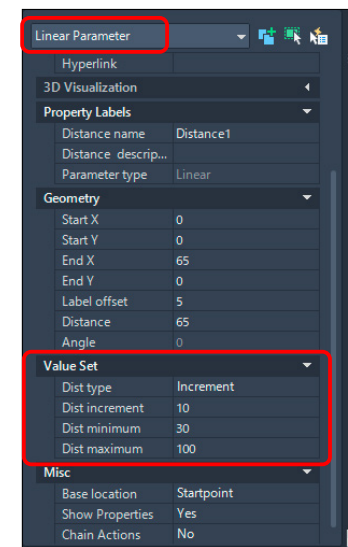 Linear Parameter
Hyperlink
3D Visualization
Property Labels
Distance name Distance1
Distance descrip...
Parameter type Linear
Geometry
Start X 0
Start Y 0
End X 65
End Y 0
Label offset 5
Distance 65
Angle 0
Value Set
Dist type Increment
Dist increment 10
Dist minimum 30
Dist maximum 100
Misc
Base location Startpoint
Show Properties Yes
Chain Actions No